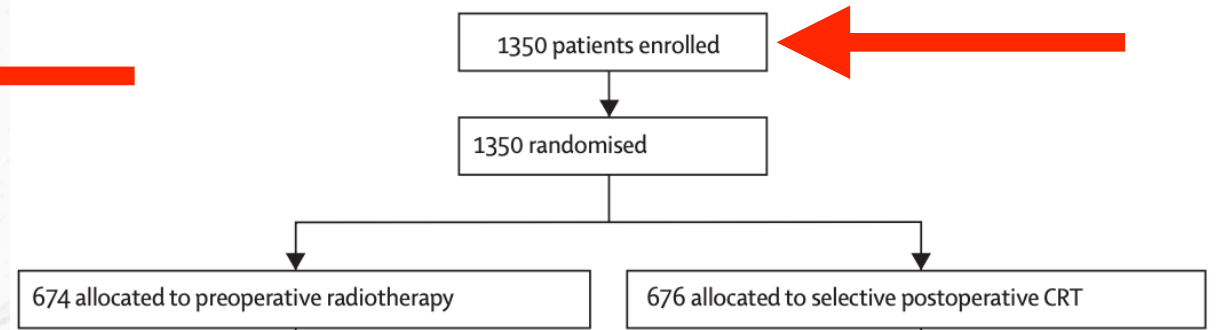 1350 patients enrolled
1350 randomised
674 allocated to preoperative radiotherapy
676 allocated to selective postoperative CRT